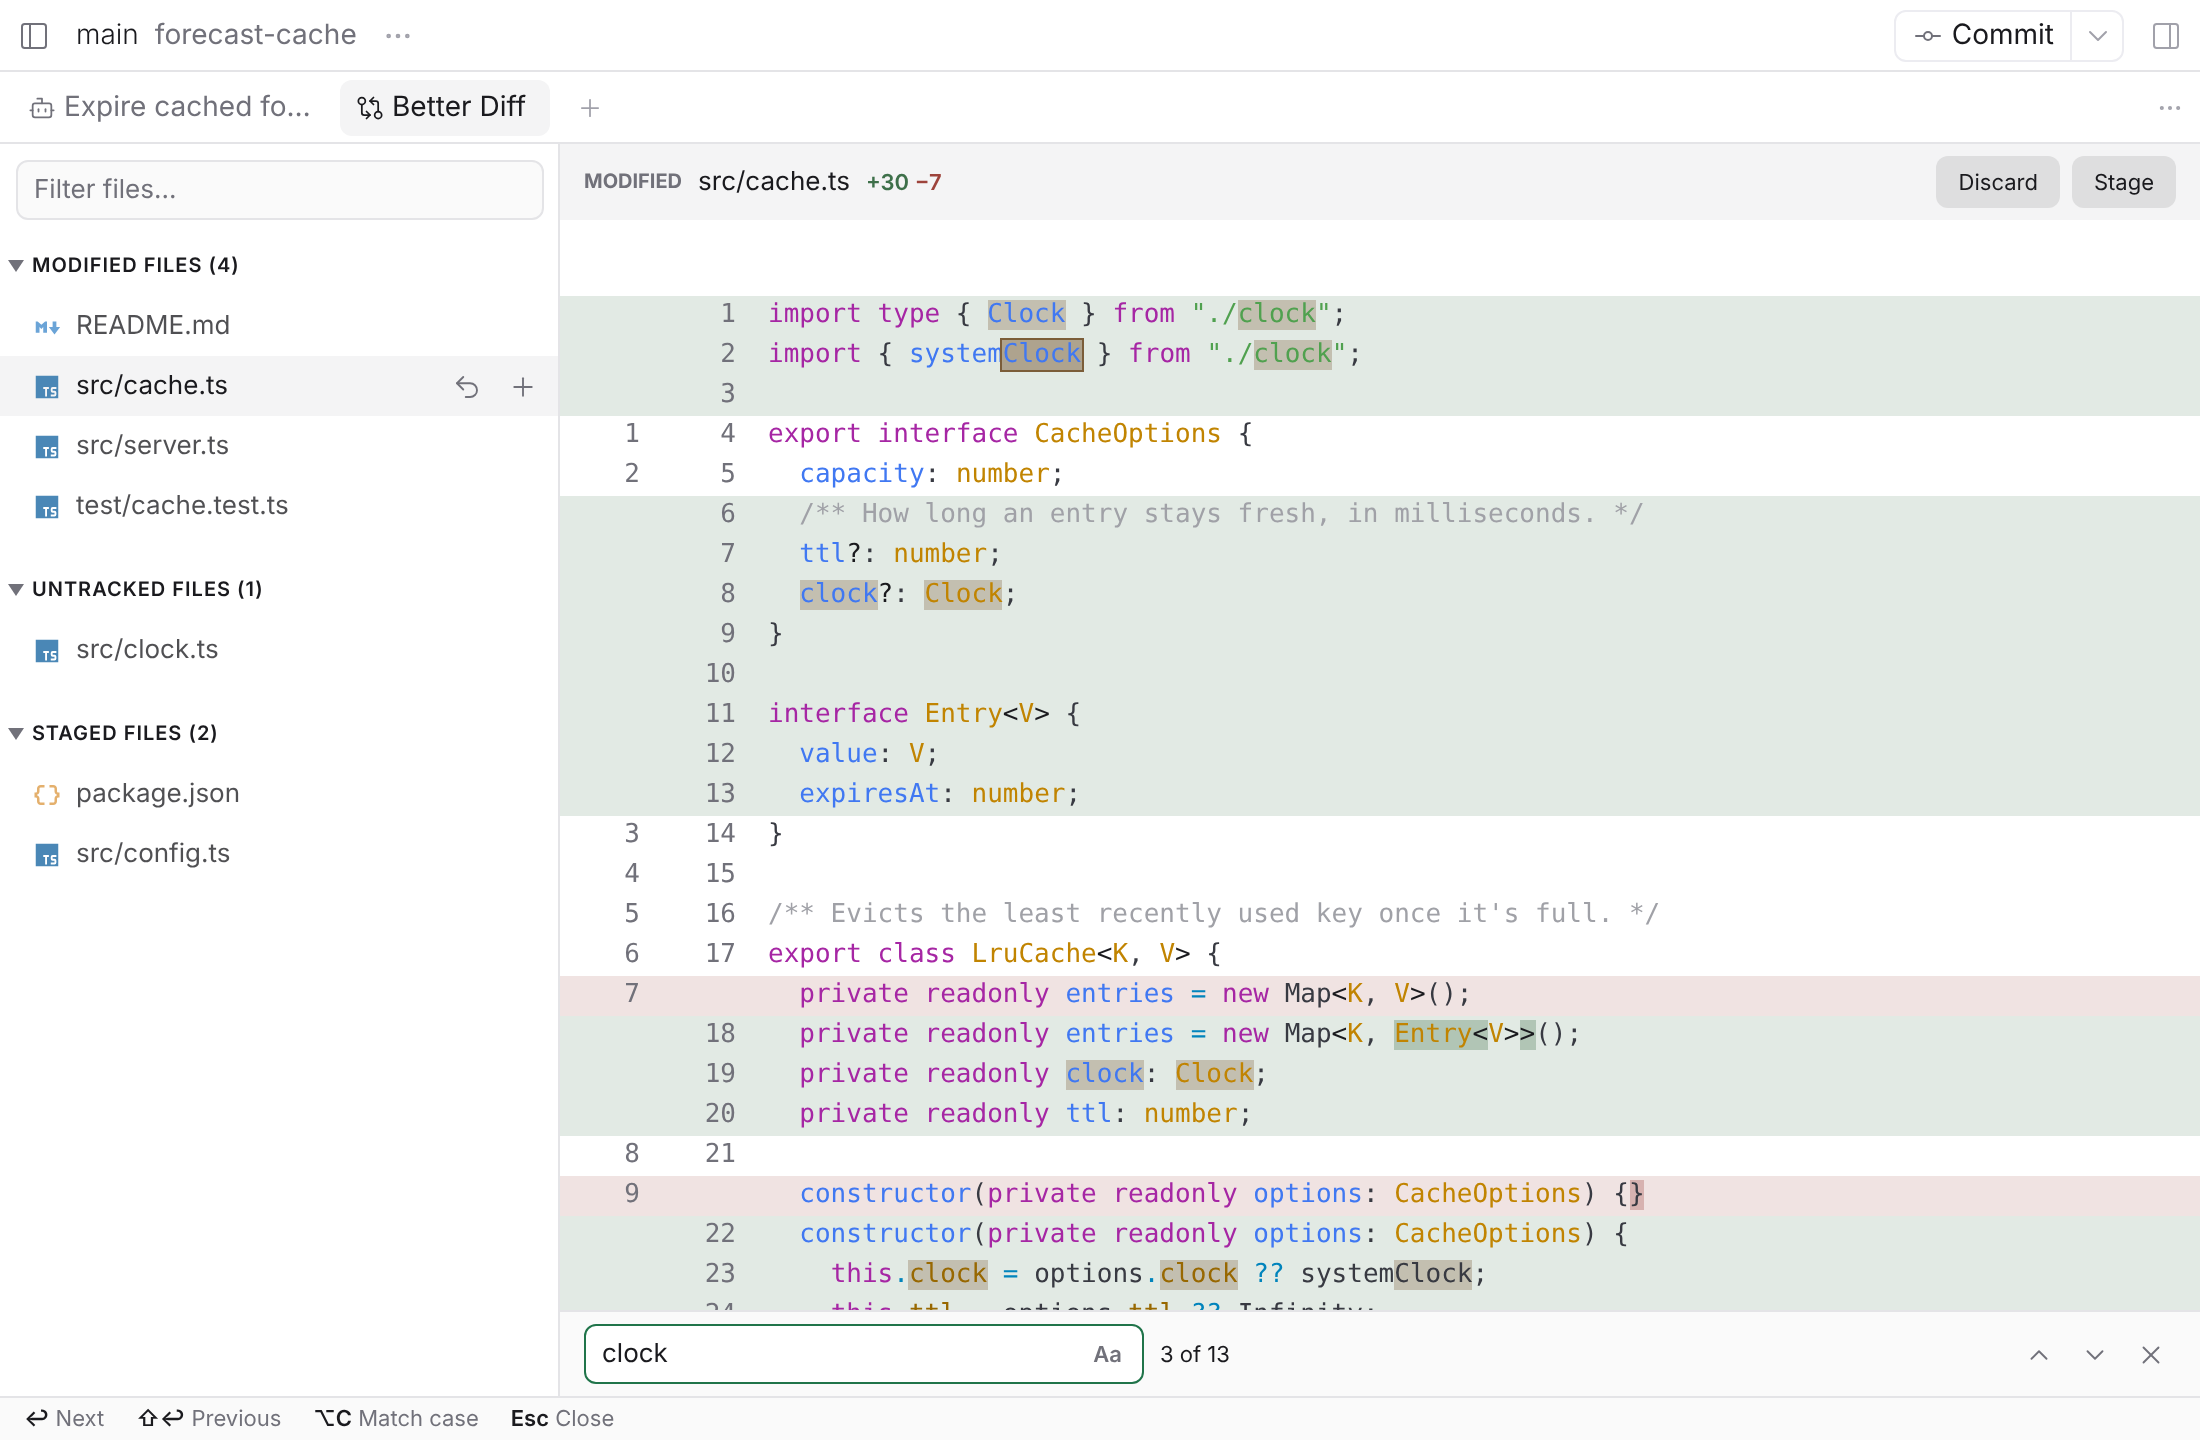 main forecast-cache ...
Commit
Expire cached fo...
Better Diff
Filter files...
MODIFIED FILES (4)
README.md
src/cache.ts
src/server.ts
test/cache.test.ts
UNTRACKED FILES (1)
src/clock.ts
STAGED FILES (2)
package.json
src/config.ts
MODIFIED src/cache.ts +30 −7
Discard
Stage
1 import type { Clock } from "./clock";
2 import { systemClock } from "./clock";
3
1 4 export interface CacheOptions {
2 5 capacity: number;
6 /** How long an entry stays fresh, in milliseconds. */
7 ttl?: number;
8 clock?: Clock;
9 }
10
11 interface Entry<V> {
12 value: V;
13 expiresAt: number;
3 14 }
4 15
5 16 /** Evicts the least recently used key once it's full. */
6 17 export class LruCache<K, V> {
7 private readonly entries = new Map<K, V>();
18 private readonly entries = new Map<K, Entry<V>>();
19 private readonly clock: Clock;
20 private readonly ttl: number;
8 21
9 constructor(private readonly options: CacheOptions) {}
22 constructor(private readonly options: CacheOptions) {
23 this.clock = options.clock ?? systemClock;
24 this.ttl = options.ttl ?? Infinity;
clock Aa 3 of 13
↩ Next ⇧↩ Previous ⌥C Match case Esc Close